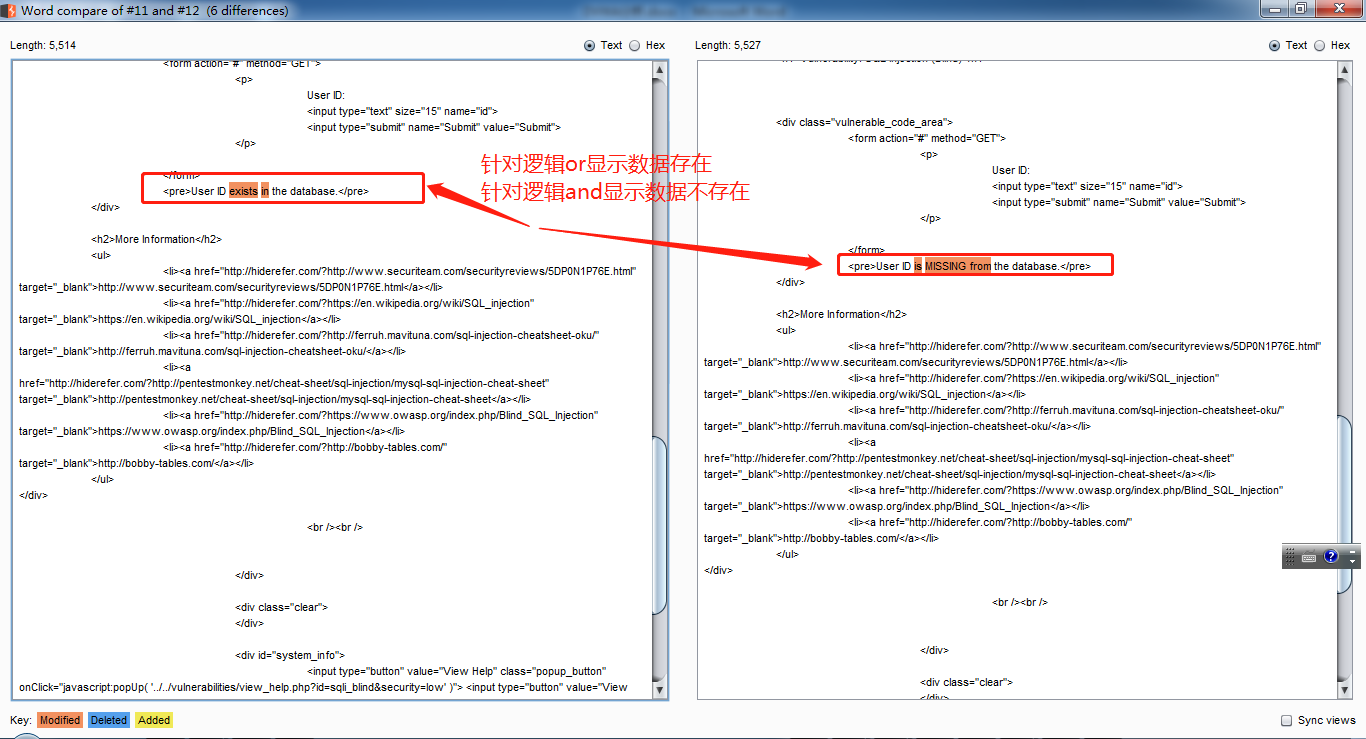 Word compare of #11 and #12 (6 differences)
Length: 5,514
Text
Hex
<form action="#" method="GET">
<p>
User ID:
<input type="text" size="15" name="id">
<input type="submit" name="Submit" value="Submit">
</p>
</form>
<pre>User ID exists in the database.</pre>
</div>
<h2>More Information</h2>
<ul>
<li><a href="http://hiderefer.com/?http://www.securiteam.com/securityreviews/5DP0N1P76E.html"
target="_blank">http://www.securiteam.com/securityreviews/5DP0N1P76E.html</a></li>
<li><a href="http://hiderefer.com/?https://en.wikipedia.org/wiki/SQL_injection"
target="_blank">https://en.wikipedia.org/wiki/SQL_injection</a></li>
<li><a href="http://hiderefer.com/?http://ferruh.mavituna.com/sql-injection-cheatsheet-oku/"
target="_blank">http://ferruh.mavituna.com/sql-injection-cheatsheet-oku/</a></li>
<li><a
href="http://hiderefer.com/?http://pentestmonkey.net/cheat-sheet/sql-injection/mysql-sql-injection-cheat-sheet"
target="_blank">http://pentestmonkey.net/cheat-sheet/sql-injection/mysql-sql-injection-cheat-sheet</a></li>
<li><a href="http://hiderefer.com/?https://www.owasp.org/index.php/Blind_SQL_Injection"
target="_blank">https://www.owasp.org/index.php/Blind_SQL_Injection</a></li>
<li><a href="http://hiderefer.com/?http://bobby-tables.com/"
target="_blank">http://bobby-tables.com/</a></li>
</ul>
</div>
<br /><br />
</div>
<div class="clear">
</div>
<div id="system_info">
<input type="button" value="View Help" class="popup_button"
onClick="javascript:popUp( '../../vulnerabilities/view_help.php?id=sqli_blind&security=low' )"> <input type="button" value="View
针对逻辑or显示数据存在
针对逻辑and显示数据不存在
Length: 5,527
Text
Hex
<div class="vulnerable_code_area">
<form action="#" method="GET">
<p>
User ID:
<input type="text" size="15" name="id">
<input type="submit" name="Submit" value="Submit">
</p>
</form>
<pre>User ID is MISSING from the database.</pre>
</div>
<h2>More Information</h2>
<ul>
<li><a href="http://hiderefer.com/?http://www.securiteam.com/securityreviews/5DP0N1P76E.html"
target="_blank">http://www.securiteam.com/securityreviews/5DP0N1P76E.html</a></li>
<li><a href="http://hiderefer.com/?https://en.wikipedia.org/wiki/SQL_injection"
target="_blank">https://en.wikipedia.org/wiki/SQL_injection</a></li>
<li><a href="http://hiderefer.com/?http://ferruh.mavituna.com/sql-injection-cheatsheet-oku/"
target="_blank">http://ferruh.mavituna.com/sql-injection-cheatsheet-oku/</a></li>
<li><a
href="http://hiderefer.com/?http://pentestmonkey.net/cheat-sheet/sql-injection/mysql-sql-injection-cheat-sheet"
target="_blank">http://pentestmonkey.net/cheat-sheet/sql-injection/mysql-sql-injection-cheat-sheet</a></li>
<li><a href="http://hiderefer.com/?https://www.owasp.org/index.php/Blind_SQL_Injection"
target="_blank">https://www.owasp.org/index.php/Blind_SQL_Injection</a></li>
<li><a href="http://hiderefer.com/?http://bobby-tables.com/"
target="_blank">http://bobby-tables.com/</a></li>
</ul>
</div>
<br /><br />
</div>
<div class="clear">
</div>
Key: Modified Deleted Added
Sync views